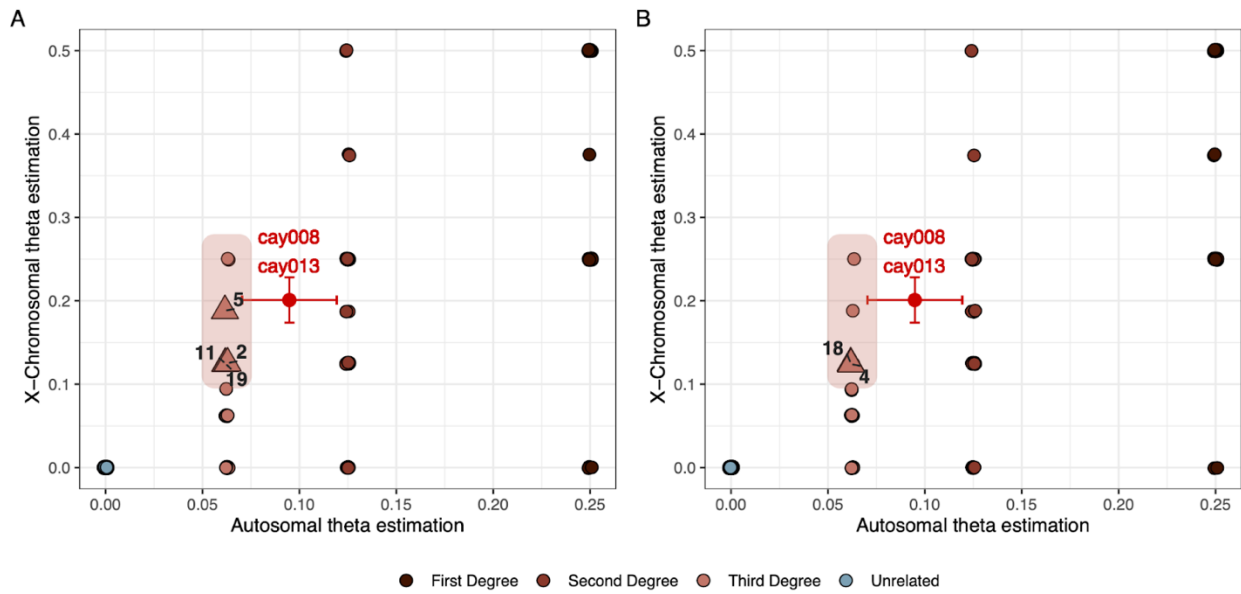 A
B
X-Chromosomal theta estimation
0.5
0.4
0.3
0.2
0.1
0.0
cay008
cay013
5
11
2
19
0.00
0.05
0.10
0.15
0.20
0.25
Autosomal theta estimation
X-Chromosomal theta estimation
0.5
0.4
0.3
0.2
0.1
0.0
cay008
cay013
18
4
0.00
0.05
0.10
0.15
0.20
0.25
Autosomal theta estimation
First Degree
Second Degree
Third Degree
Unrelated